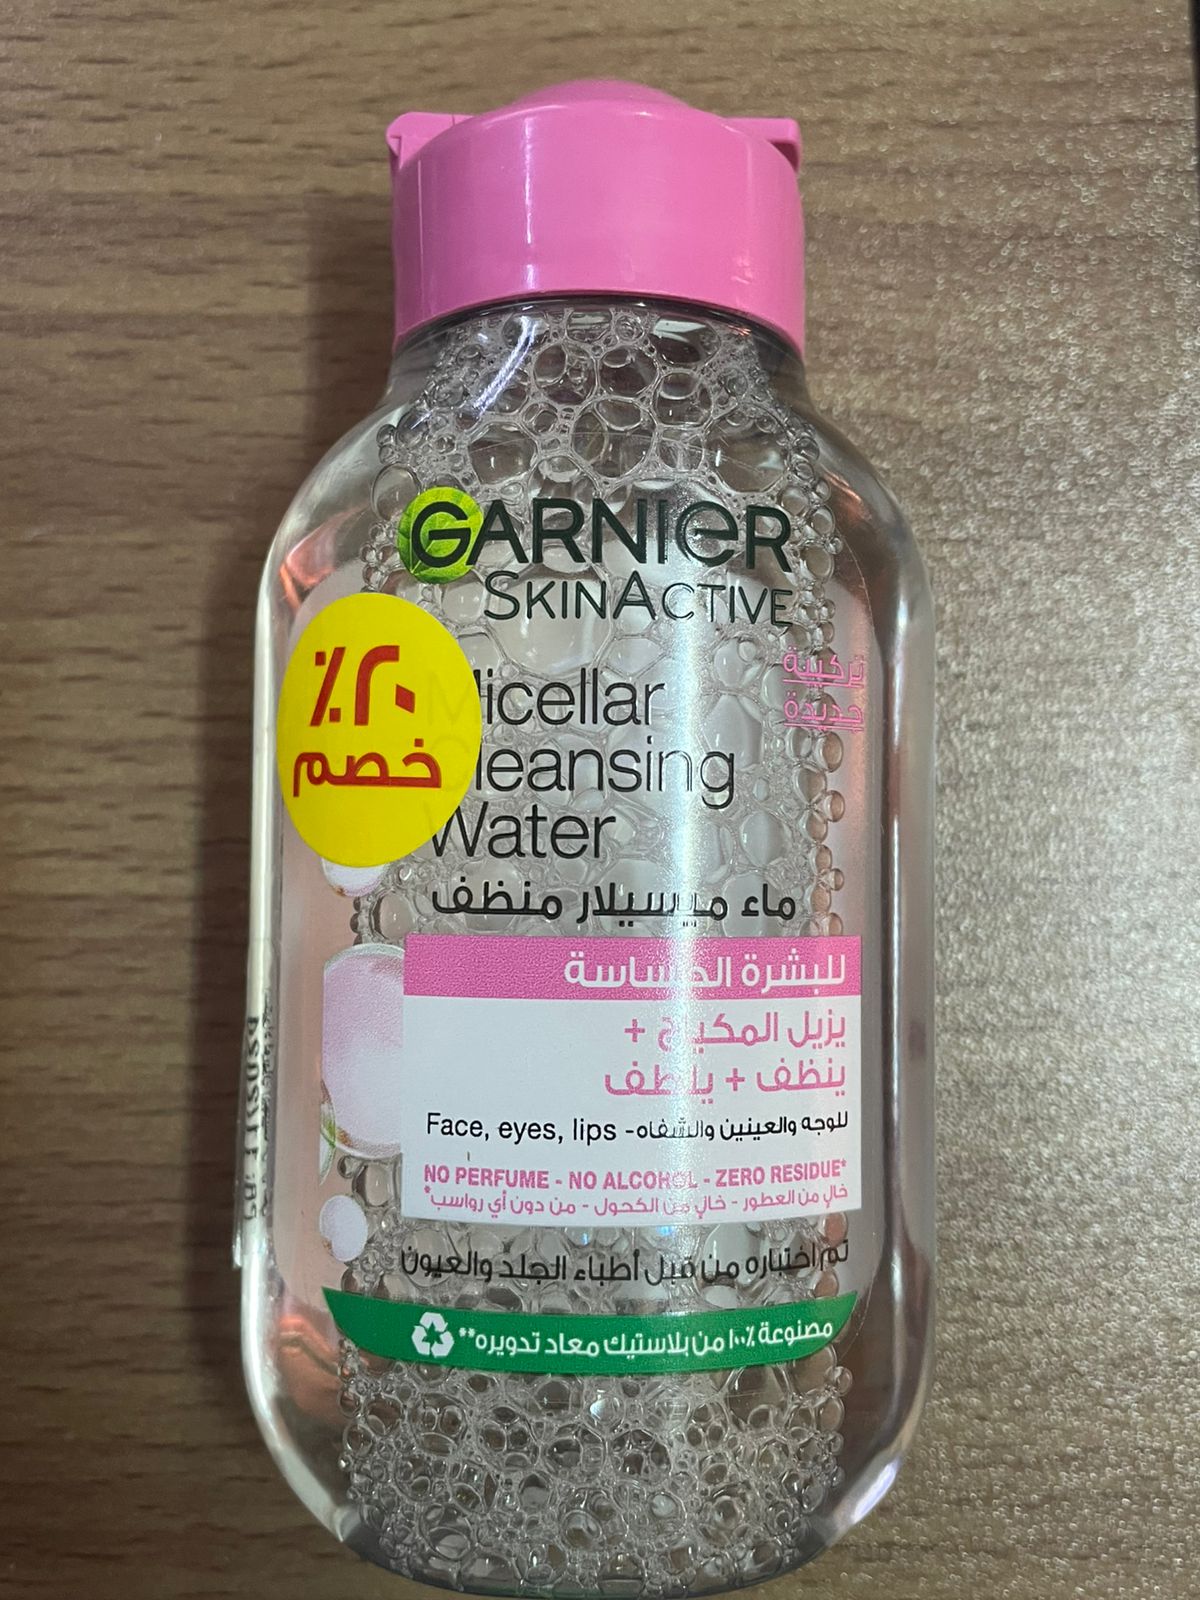 GARNIER
SKINACTIVE
تركيبة
جديدة
٪٢٠
خصم
Micellar
Cleansing
Water
ماء ميسيلار منظف
للبشرة الحساسة
يزيل المكياج +
ينظف + يلطف
Face, eyes, lips - للوجه والعينين والشفاه
NO PERFUME - NO ALCOHOL - ZERO RESIDUE*
خالٍ من العطور - خالٍ من الكحول - من دون أي رواسب*
تم اختباره من قبل أطباء الجلد والعيون
مصنوعة ١٠٠٪ من بلاستيك معاد تدويره**